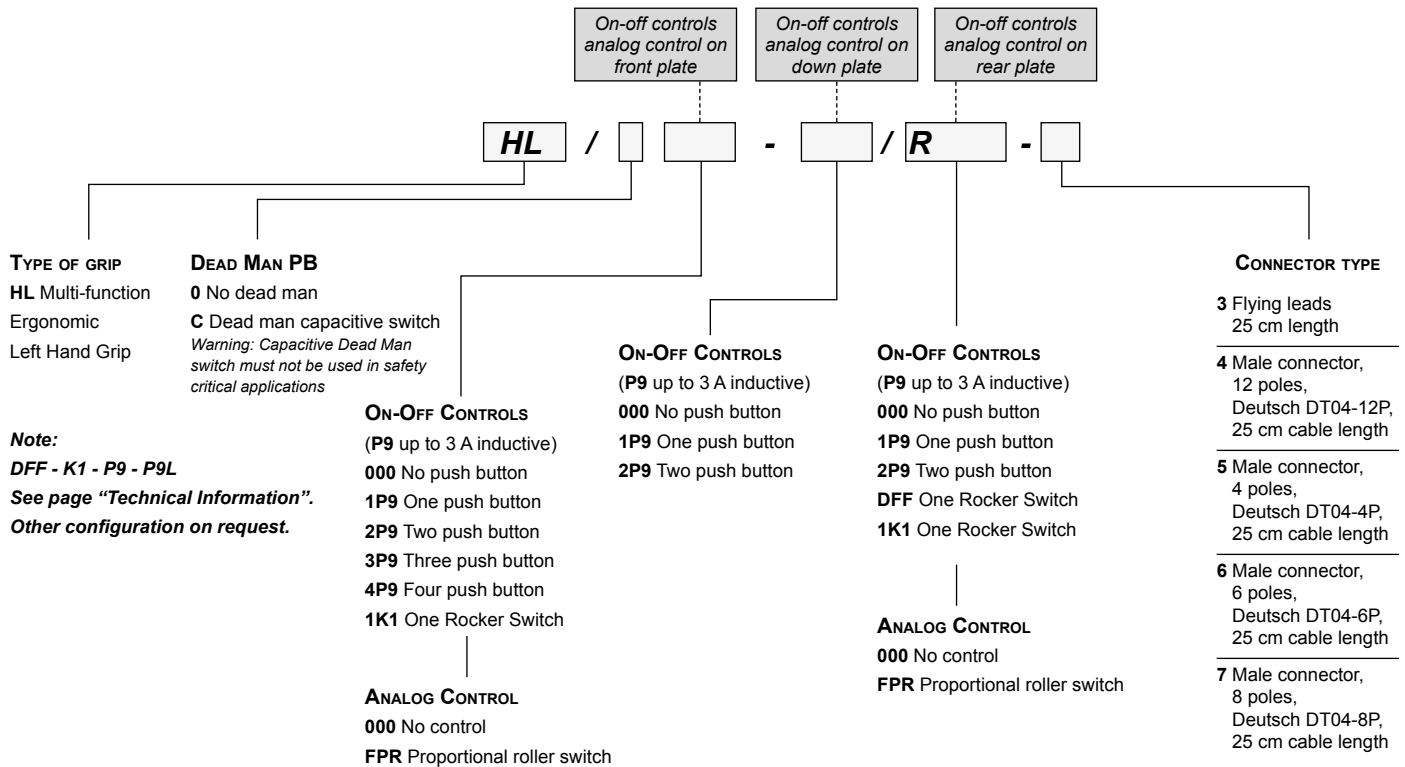 On-off controls
analog control on
front plate
On-off controls
analog control on
down plate
On-off controls
analog control on
rear plate
HL / - / R -
TYPE OF GRIP
HL Multi-function
Ergonomic
Left Hand Grip
DEAD MAN PB
0 No dead man
C Dead man capacitive switch
Warning: Capacitive Dead Man
switch must not be used in safety
critical applications
Note:
DFF - K1 - P9 - P9L
See page “Technical Information”.
Other configuration on request.
ON-OFF CONTROLS
(P9 up to 3 A inductive)
000 No push button
1P9 One push button
2P9 Two push button
3P9 Three push button
4P9 Four push button
1K1 One Rocker Switch
ANALOG CONTROL
000 No control
FPR Proportional roller switch
ON-OFF CONTROLS
(P9 up to 3 A inductive)
000 No push button
1P9 One push button
2P9 Two push button
ON-OFF CONTROLS
(P9 up to 3 A inductive)
000 No push button
1P9 One push button
2P9 Two push button
DFF One Rocker Switch
1K1 One Rocker Switch
ANALOG CONTROL
000 No control
FPR Proportional roller switch
CONNECTOR TYPE
3 Flying leads
25 cm length
4 Male connector,
12 poles,
Deutsch DT04-12P,
25 cm cable length
5 Male connector,
4 poles,
Deutsch DT04-4P,
25 cm cable length
6 Male connector,
6 poles,
Deutsch DT04-6P,
25 cm cable length
7 Male connector,
8 poles,
Deutsch DT04-8P,
25 cm cable length